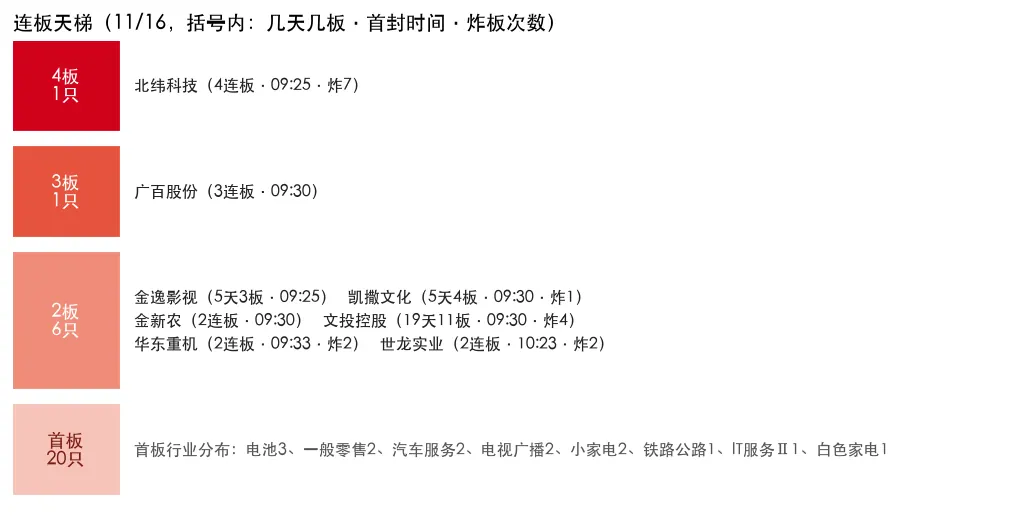 连板天梯（11/16，括号内：几天几板·首封时间·炸板次数）
4板
1只
北纬科技（4连板·09:25·炸7）
3板
1只
广百股份（3连板·09:30）
2板
6只
金逸影视（5天3板·09:25） 凯撒文化（5天4板·09:30·炸1）
金新农（2连板·09:30） 文投控股（19天11板·09:30·炸4）
华东重机（2连板·09:33·炸2） 世龙实业（2连板·10:23·炸2）
首板
20只
首板行业分布：电池3、一般零售2、汽车服务2、电视广播2、小家电2、铁路公路1、IT服务Ⅱ1、白色家电1